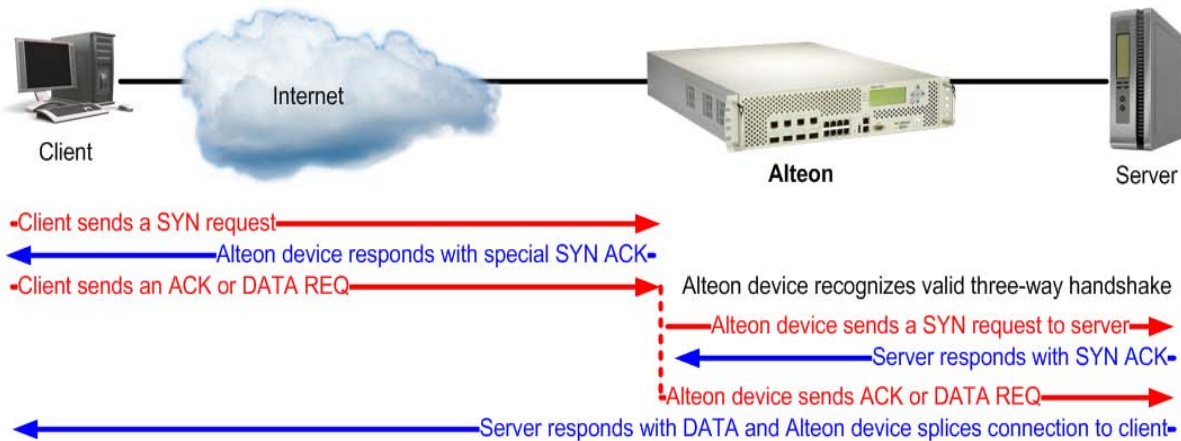 Internet
Client
Alteon
Server
Client sends a SYN request
Alteon device responds with special SYN ACK
Client sends an ACK or DATA REQ
Alteon device recognizes valid three-way handshake
Alteon device sends a SYN request to server
Server responds with SYN ACK
Alteon device sends ACK or DATA REQ
Server responds with DATA and Alteon device splices connection to client